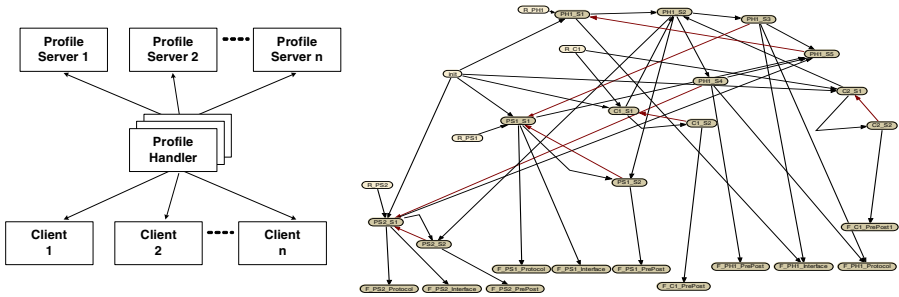 Profile
Server 1
Profile
Server 2
Profile
Server n
Profile
Handler
Client
1
Client
2
Client
n
R_PH1
PH1_S1
PH1_S2
PH1_S3
R_C1
PH1_S5
init
PH1_S4
C2_S1
C1_S1
PS1_S1
C1_S2
C2_S2
R_PS1
PS1_S2
R_PS2
PS2_S1
F_C1_PrePost1
PS2_S2
F_PS1_Protocol
F_PS1_Interface
F_PS1_PrePost
F_PH1_PrePost
F_PH1_Interface
F_PH1_Protocol
F_PS2_Protocol
F_PS2_Interface
F_PS2_PrePost
F_C1_PrePost